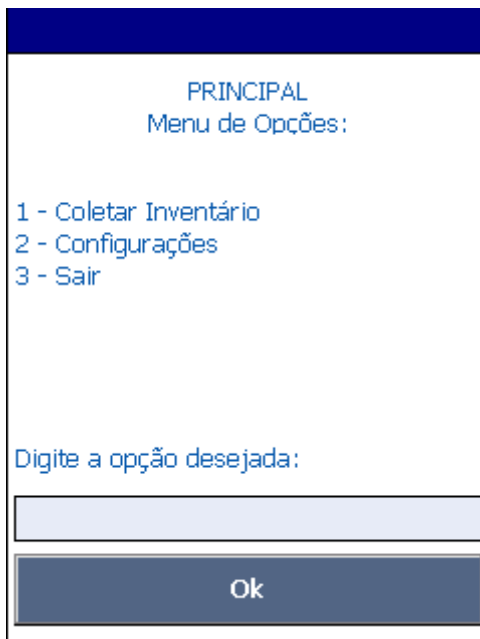 PRINCIPAL
Menu de Opções:
1 - Coletar Inventário
2 - Configurações
3 - Sair
Digite a opção desejada:
Ok